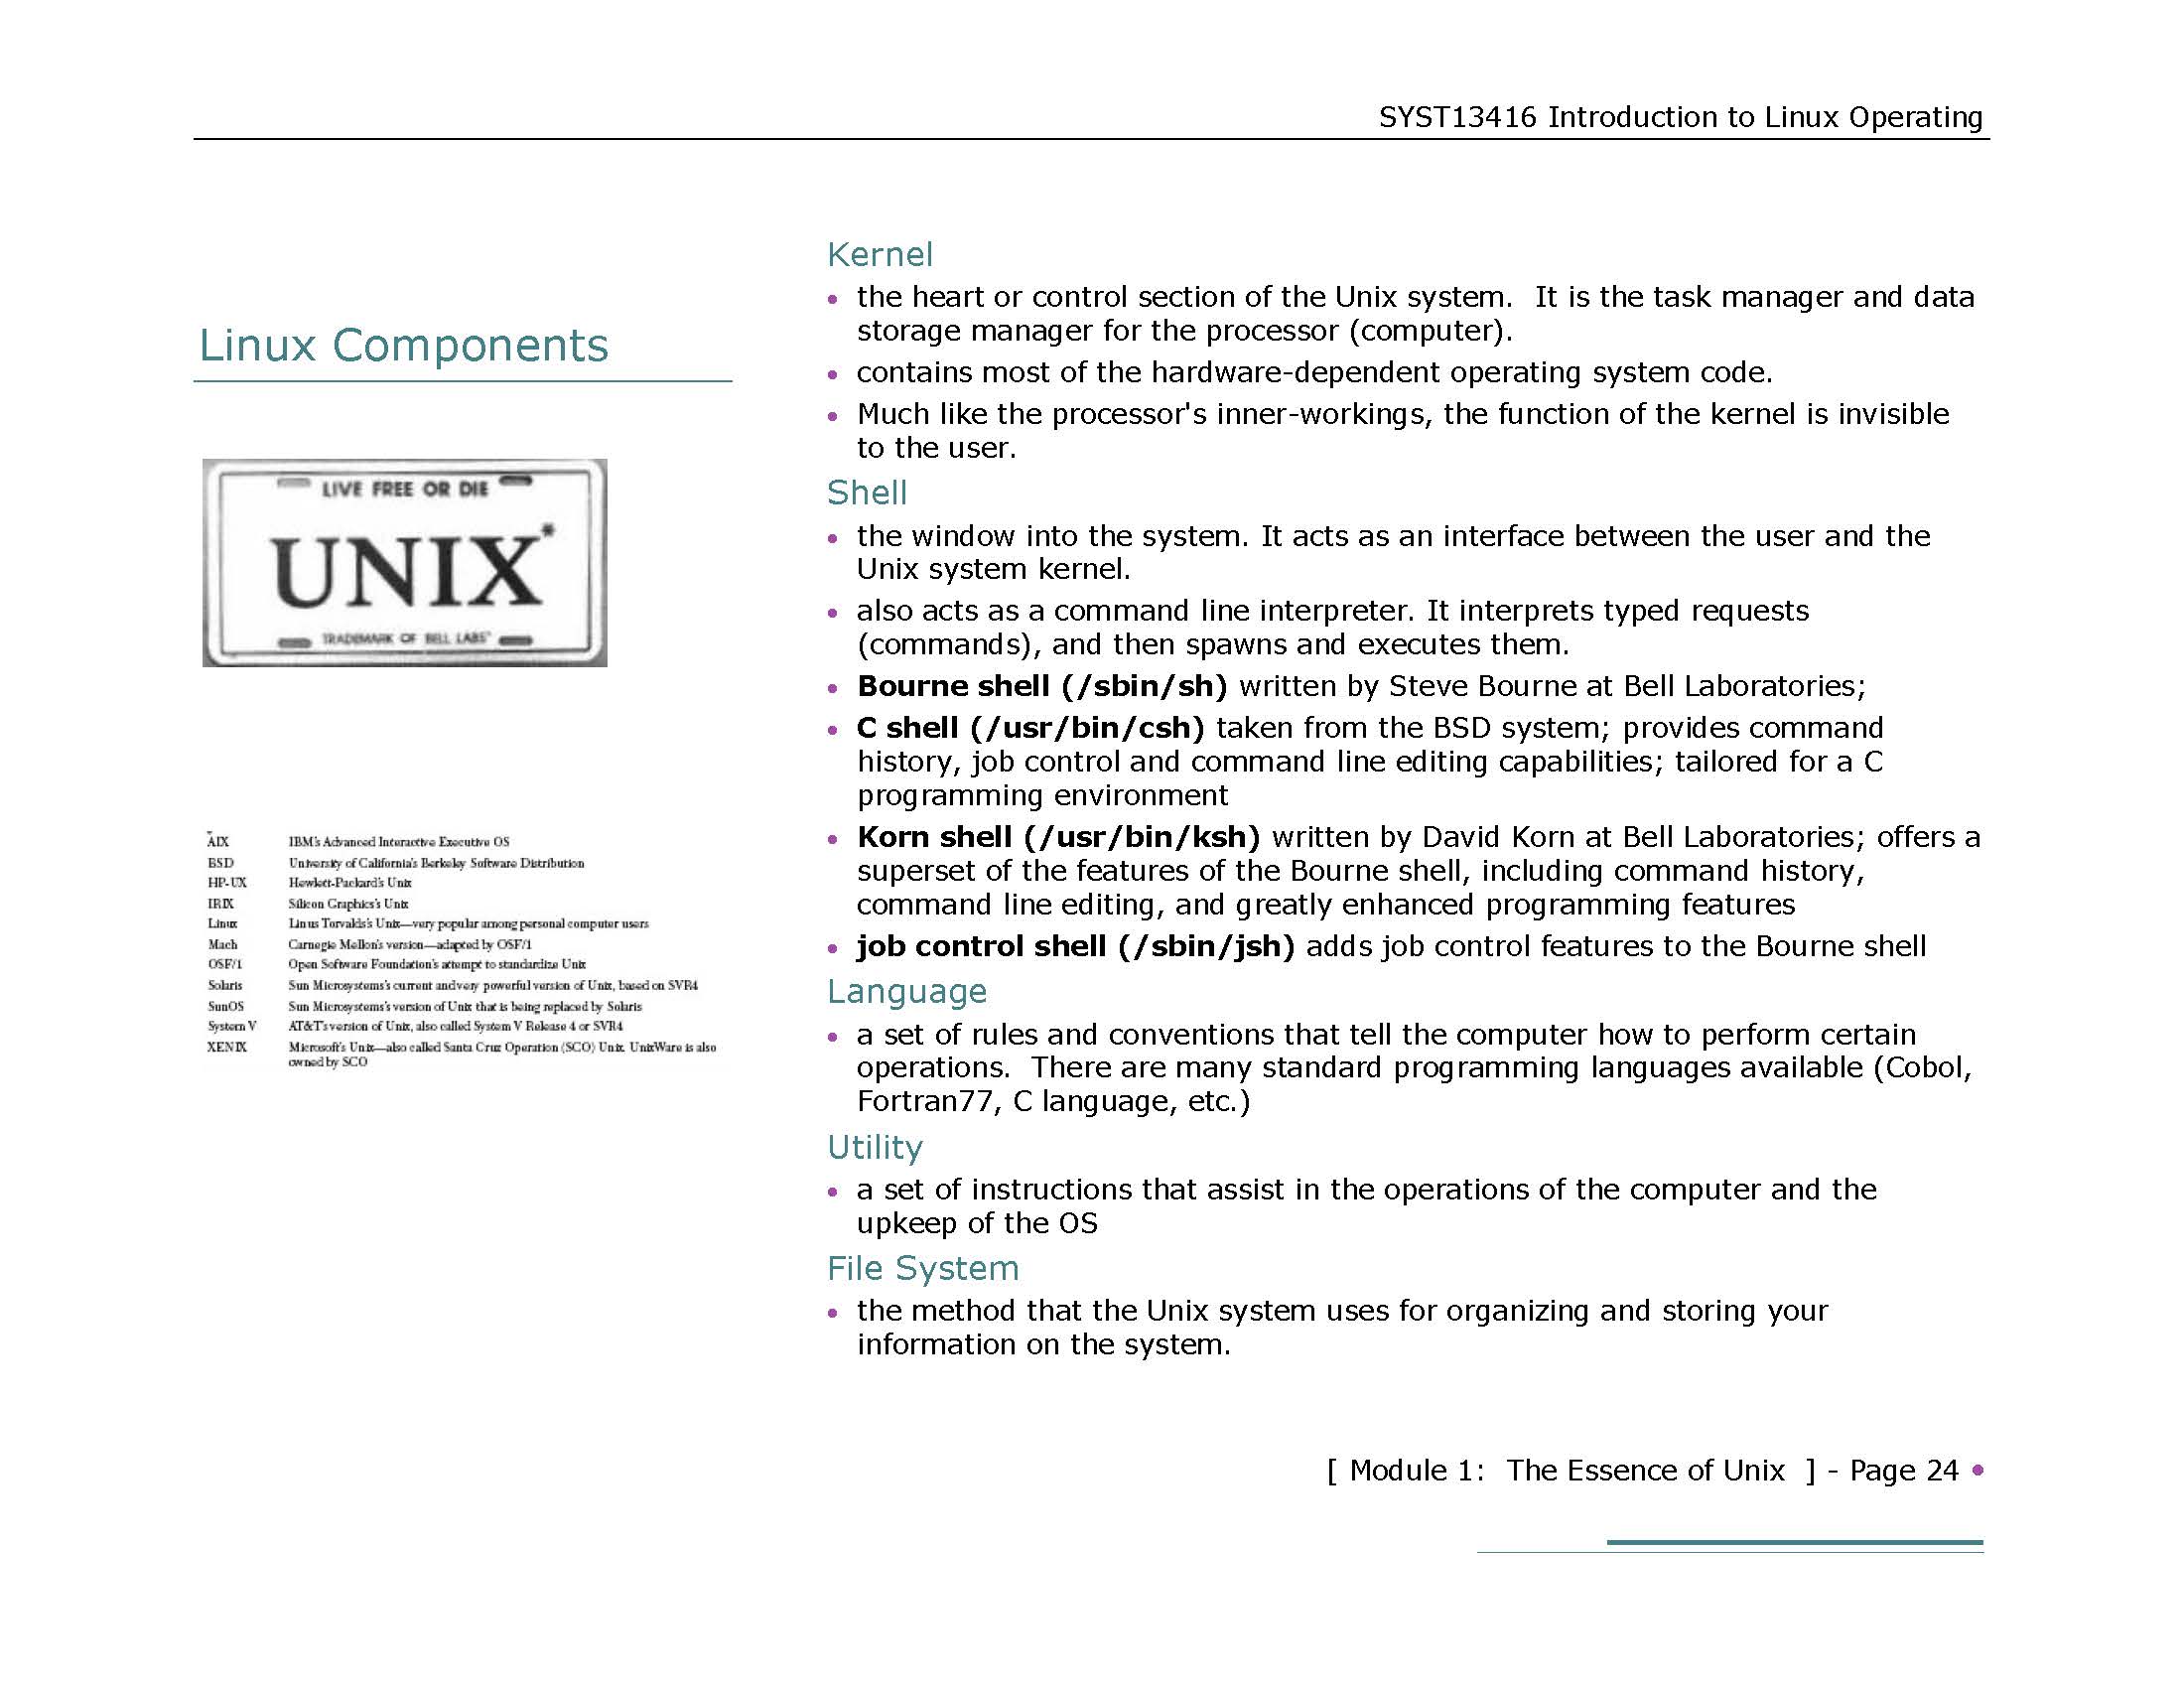 SYST13416 Introduction to Linux Operating
Linux Components
LIVE FREE OR DIE
UNIX*
TRADEMARK OF BELL LABS
AIX IBM's Advanced Interactive Executive OS
BSD University of California's Berkeley Software Distribution
HP-UX Hewlett-Packard's Unix
IRIX Silicon Graphics's Unix
Linux Linus Torvalds's Unix—very popular among personal computer users
Mach Carnegie Mellon's version—adapted by OSF/1
OSF/1 Open Software Foundation's attempt to standardize Unix
Solaris Sun Microsystems's current and very powerful version of Unix, based on SVR4
SunOS Sun Microsystems's version of Unix that is being replaced by Solaris
System V AT&T's version of Unix, also called System V Release 4 or SVR4
XENIX Microsoft's Unix—also called Santa Cruz Operation (SCO) Unix. UnixWare is also
owned by SCO
Kernel
• the heart or control section of the Unix system. It is the task manager and data
storage manager for the processor (computer).
• contains most of the hardware-dependent operating system code.
• Much like the processor's inner-workings, the function of the kernel is invisible
to the user.
Shell
• the window into the system. It acts as an interface between the user and the
Unix system kernel.
• also acts as a command line interpreter. It interprets typed requests
(commands), and then spawns and executes them.
• Bourne shell (/sbin/sh) written by Steve Bourne at Bell Laboratories;
• C shell (/usr/bin/csh) taken from the BSD system; provides command
history, job control and command line editing capabilities; tailored for a C
programming environment
• Korn shell (/usr/bin/ksh) written by David Korn at Bell Laboratories; offers a
superset of the features of the Bourne shell, including command history,
command line editing, and greatly enhanced programming features
• job control shell (/sbin/jsh) adds job control features to the Bourne shell
Language
• a set of rules and conventions that tell the computer how to perform certain
operations. There are many standard programming languages available (Cobol,
Fortran77, C language, etc.)
Utility
• a set of instructions that assist in the operations of the computer and the
upkeep of the OS
File System
• the method that the Unix system uses for organizing and storing your
information on the system.
[ Module 1: The Essence of Unix ] - Page 24 •